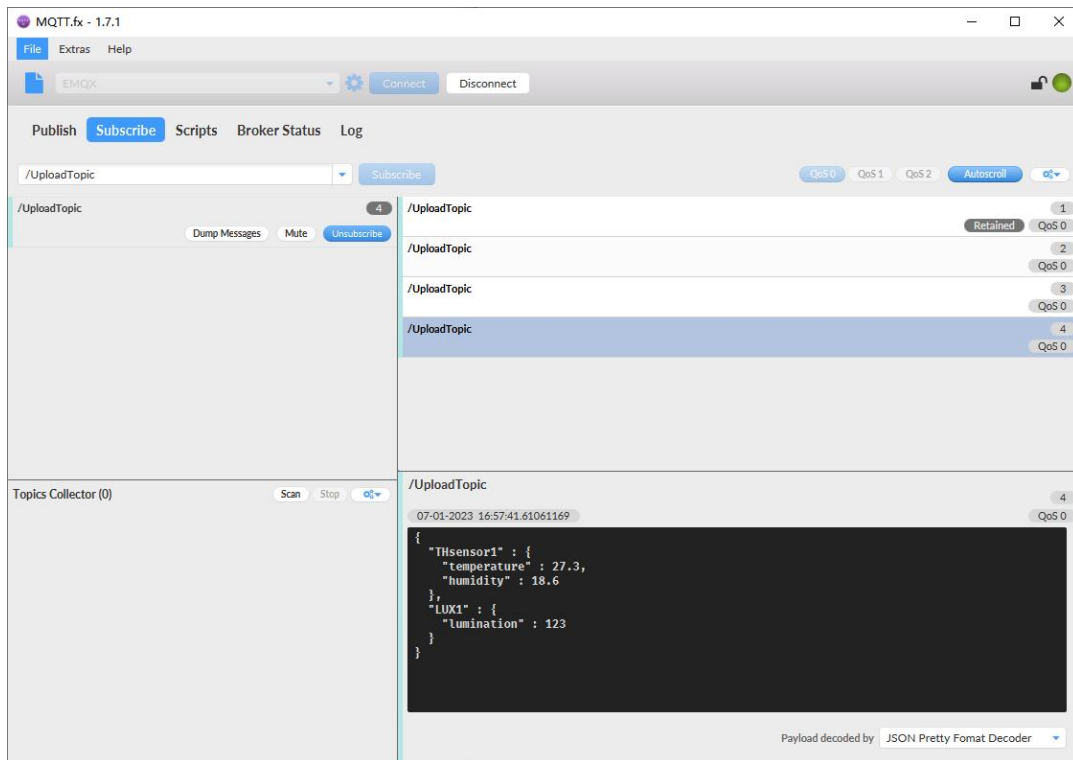 MQTT.fx - 1.7.1
File Extras Help
EMQX Connect Disconnect
Publish Subscribe Scripts Broker Status Log
/UploadTopic Subscribe QoS 0 QoS 1 QoS 2 Autoscroll
/UploadTopic 4
Dump Messages Mute Unsubscribe
/UploadTopic 1
Retained QoS 0
/UploadTopic 2
QoS 0
/UploadTopic 3
QoS 0
/UploadTopic 4
QoS 0
Topics Collector (0) Scan Stop
/UploadTopic
4
07-01-2023 16:57:41.61061169 QoS 0
{
"THsensor1" : {
"temperature" : 27.3,
"humidity" : 18.6
},
"LUX1" : {
"lumination" : 123
}
}
Payload decoded by JSON Pretty Fomat Decoder